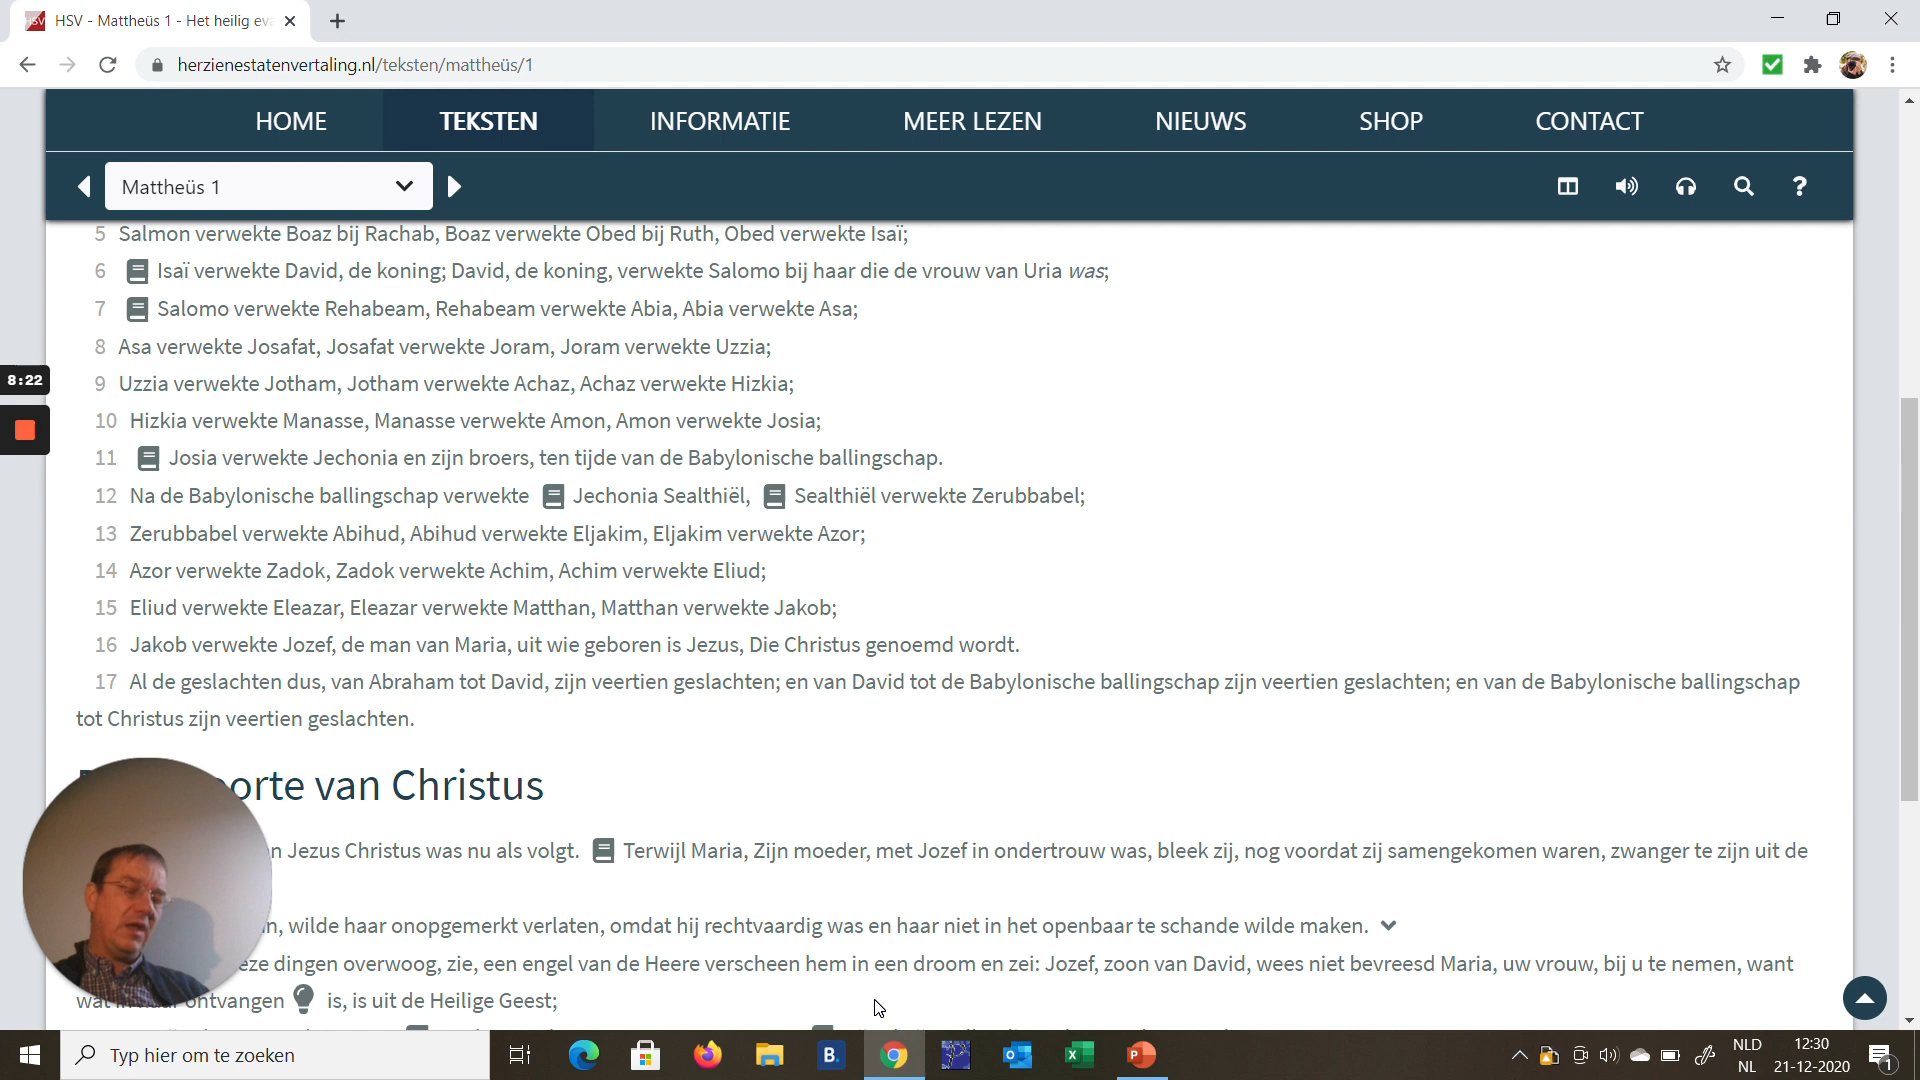 HSV - Mattheüs 1 - Het heilig eva
herzienestatenvertaling.nl/teksten/mattheüs/1
HOME TEKSTEN INFORMATIE MEER LEZEN NIEUWS SHOP CONTACT
Mattheüs 1
5 Salmon verwekte Boaz bij Rachab, Boaz verwekte Obed bij Ruth, Obed verwekte Isaï;
6 Isaï verwekte David, de koning; David, de koning, verwekte Salomo bij haar die de vrouw van Uria was;
7 Salomo verwekte Rehabeam, Rehabeam verwekte Abia, Abia verwekte Asa;
8 Asa verwekte Josafat, Josafat verwekte Joram, Joram verwekte Uzzia;
8:22
9 Uzzia verwekte Jotham, Jotham verwekte Achaz, Achaz verwekte Hizkia;
10 Hizkia verwekte Manasse, Manasse verwekte Amon, Amon verwekte Josia;
11 Josia verwekte Jechonia en zijn broers, ten tijde van de Babylonische ballingschap.
12 Na de Babylonische ballingschap verwekte Jechonia Sealthiël, Sealthiël verwekte Zerubbabel;
13 Zerubbabel verwekte Abihud, Abihud verwekte Eljakim, Eljakim verwekte Azor;
14 Azor verwekte Zadok, Zadok verwekte Achim, Achim verwekte Eliud;
15 Eliud verwekte Eleazar, Eleazar verwekte Matthan, Matthan verwekte Jakob;
16 Jakob verwekte Jozef, de man van Maria, uit wie geboren is Jezus, Die Christus genoemd wordt.
17 Al de geslachten dus, van Abraham tot David, zijn veertien geslachten; en van David tot de Babylonische ballingschap zijn veertien geslachten; en van de Babylonische ballingschap
tot Christus zijn veertien geslachten.
oorte van Christus
n Jezus Christus was nu als volgt. Terwijl Maria, Zijn moeder, met Jozef in ondertrouw was, bleek zij, nog voordat zij samengekomen waren, zwanger te zijn uit de
n, wilde haar onopgemerkt verlaten, omdat hij rechtvaardig was en haar niet in het openbaar te schande wilde maken.
eze dingen overwoog, zie, een engel van de Heere verscheen hem in een droom en zei: Jozef, zoon van David, wees niet bevreesd Maria, uw vrouw, bij u te nemen, want
ontvangen is, is uit de Heilige Geest;
Typ hier om te zoeken
B.
NLD
NL
12:30
21-12-2020
1